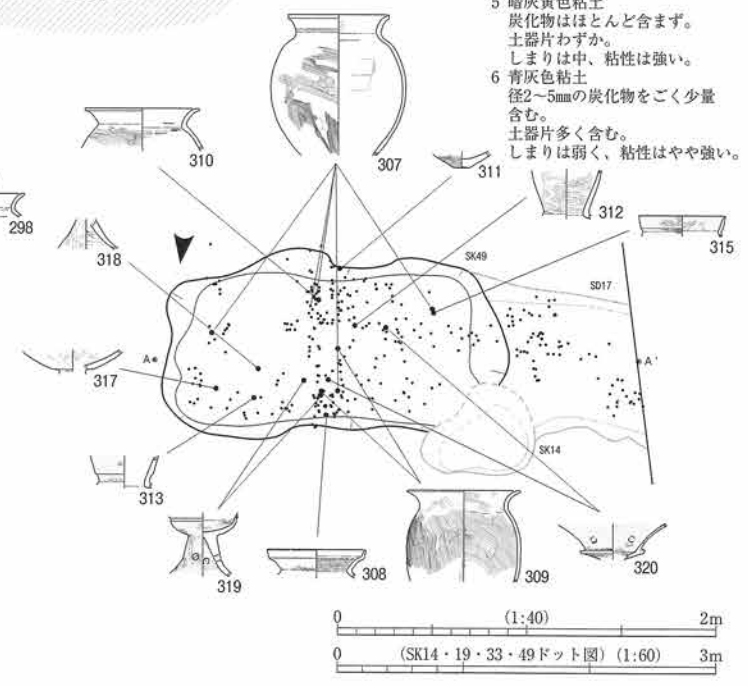 5 暗灰黄色粘土
炭化物はほとんど含まず。
土器片わずか。
しまりは中、粘性は強い。
6 青灰色粘土
径2～5㎜の炭化物をごく少量
含む。
土器片多く含む。
しまりは弱く、粘性はやや強い。
307
310
311
312
298
315
318
SK49
SD17
A
A'
317
SK14
313
319
308
309
320
0 (1:40) 2m
0 (SK14・19・33・49ドット図) (1:60) 3m